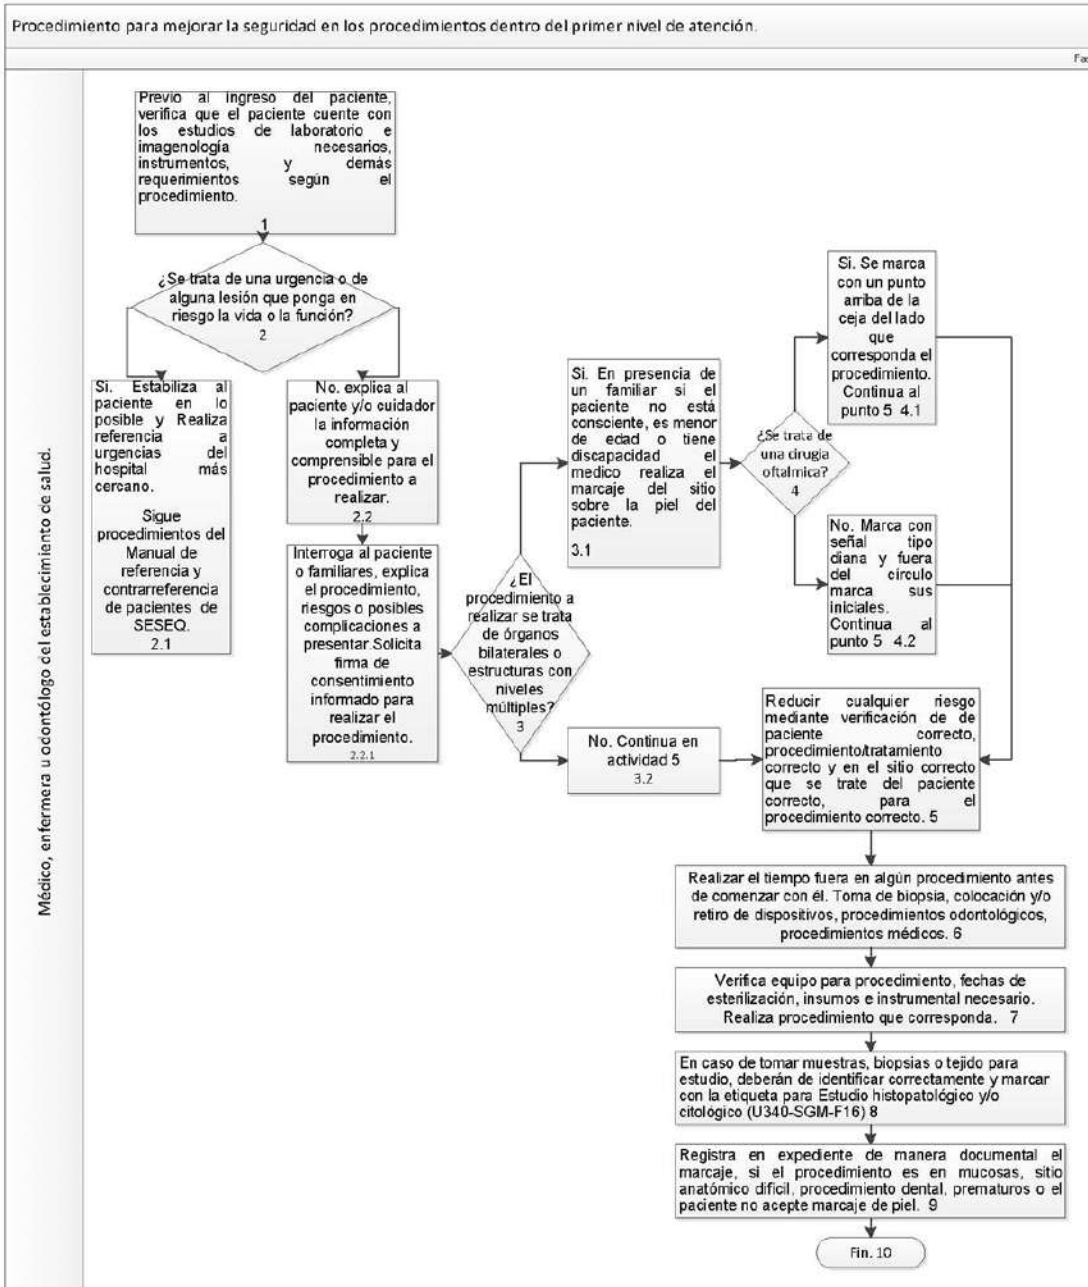 Procedimiento para mejorar la seguridad en los procedimientos dentro del primer nivel de atención.
Médico, enfermera u odontólogo del establecimiento de salud.
Previo al ingreso del paciente,
verifica que el paciente cuente con
los estudios de laboratorio e
imagenología necesarios,
instrumentos, y demás
requerimientos según el
procedimiento.
1
¿Se trata de una urgencia o de
alguna lesión que ponga en
riesgo la vida o la función?
2
Si. Estabiliza al
paciente en lo
posible y Realiza
referencia a
urgencias del
hospital más
cercano.
Sigue
procedimientos del
Manual de
referencia y
contrarreferencia
de pacientes de
SESEQ.
2.1
No. explica al
paciente y/o cuidador
la información
completa y
comprensible para el
procedimiento a
realizar.
2.2
Interroga al paciente
o familiares, explica
el procedimiento,
riesgos o posibles
complicaciones a
presentar.Solicita
firma de
consentimiento
informado para
realizar el
procedimiento.
2.2.1
¿El
procedimiento a
realizar se trata
de órganos
bilaterales o
estructuras con
niveles
múltiples?
3
Si. En presencia de
un familiar si el
paciente no está
consciente, es menor
de edad o tiene
discapacidad el
medico realiza el
marcaje del sitio
sobre la piel del
paciente.
3.1
No. Continua en
actividad 5
3.2
¿Se trata de
una cirugía
oftalmica?
4
Si. Se marca
con un punto
arriba de la
ceja del lado
que
corresponda el
procedimiento.
Continua al
punto 5 4.1
No. Marca con
señal tipo
diana y fuera
del círculo
marca sus
iniciales.
Continua al
punto 5 4.2
Reducir cualquier riesgo
mediante verificación de de
paciente correcto,
procedimiento/tratamiento
correcto y en el sitio correcto
que se trate del paciente
correcto, para el
procedimiento correcto. 5
Realizar el tiempo fuera en algún procedimiento antes
de comenzar con él. Toma de biopsia, colocación y/o
retiro de dispositivos, procedimientos odontológicos,
procedimientos médicos. 6
Verifica equipo para procedimiento, fechas de
esterilización, insumos e instrumental necesario.
Realiza procedimiento que corresponda. 7
En caso de tomar muestras, biopsias o tejido para
estudio, deberán de identificar correctamente y marcar
con la etiqueta para Estudio histopatológico y/o
citológico (U340-SGM-F16) 8
Registra en expediente de manera documental el
marcaje, si el procedimiento es en mucosas, sitio
anatómico dificil, procedimiento dental, prematuros o el
paciente no acepte marcaje de piel. 9
Fin. 10